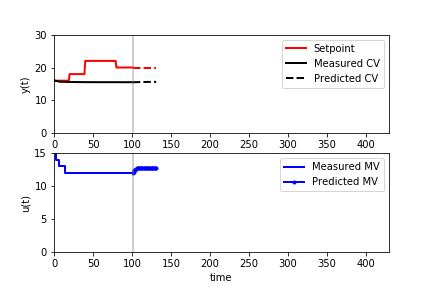 30
20
10
0
y(t)
Setpoint
Measured CV
Predicted CV
0 50 100 150 200 250 300 350 400
15
10
5
0
u(t)
Measured MV
Predicted MV
0 50 100 150 200 250 300 350 400
time